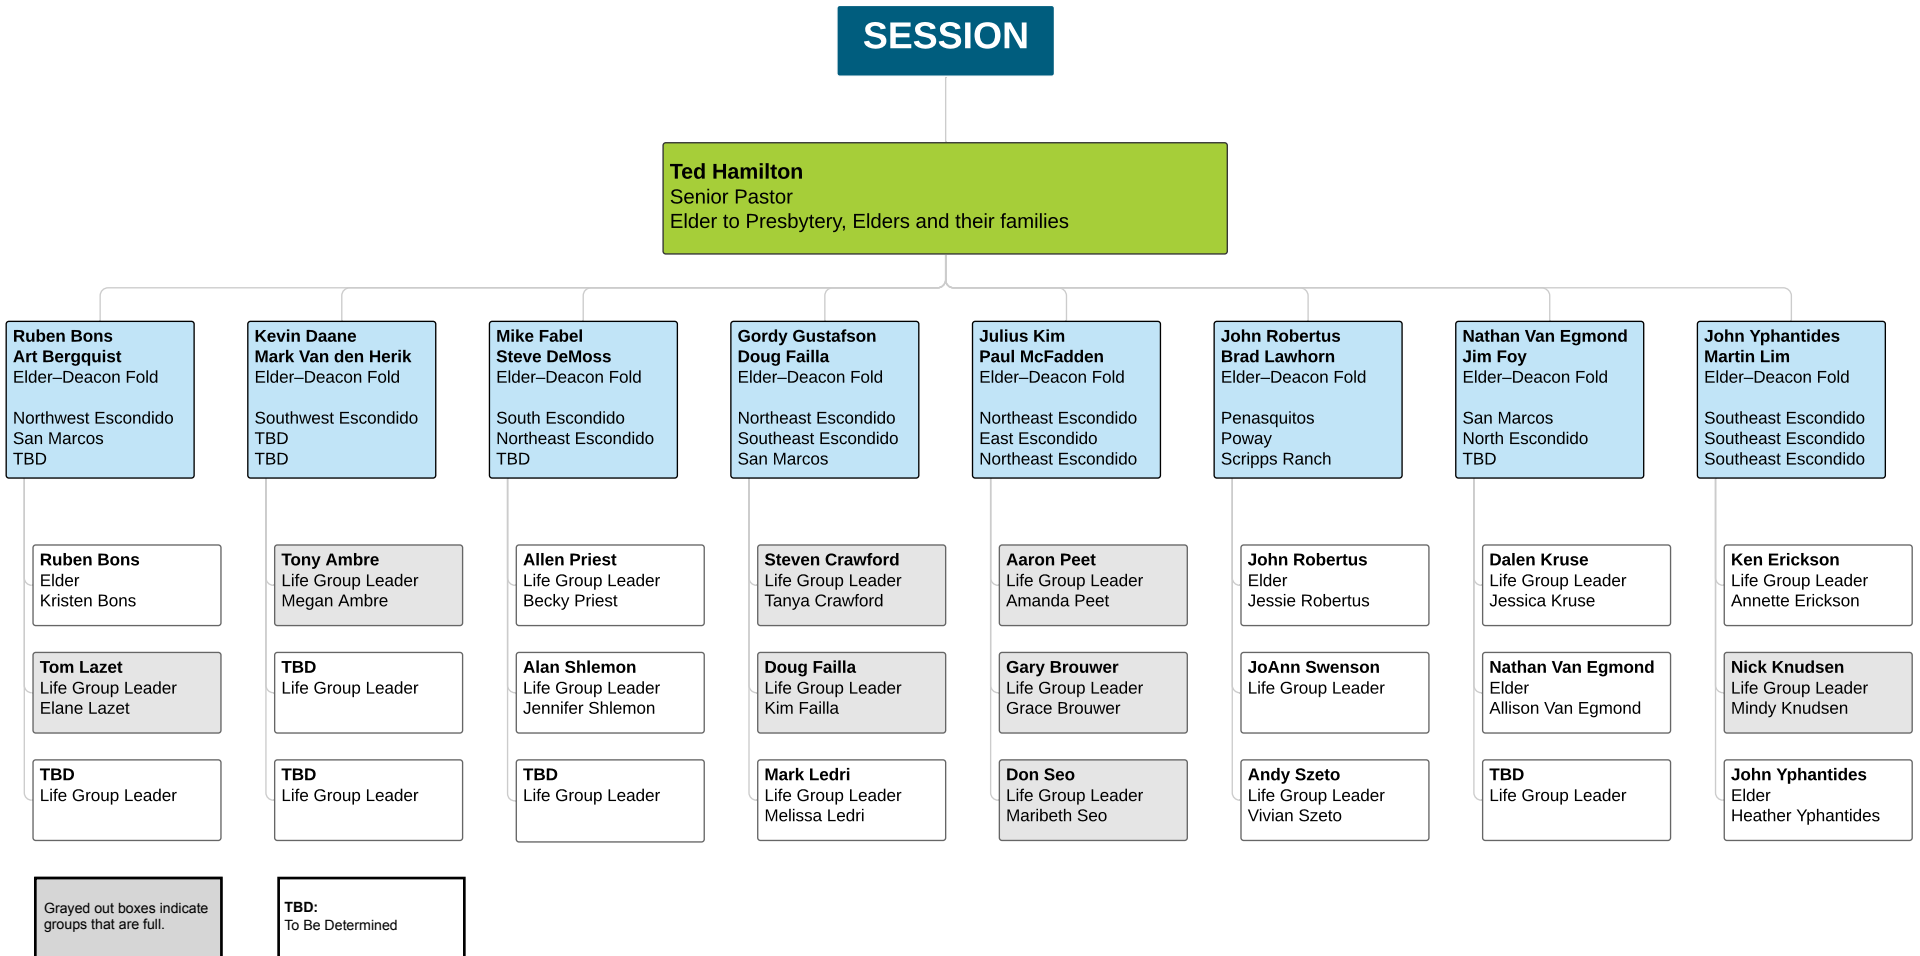 SESSION
Ted Hamilton
Senior Pastor
Elder to Presbytery, Elders and their families
Ruben Bons
Art Bergquist
Elder–Deacon Fold
Northwest Escondido
San Marcos
TBD
Kevin Daane
Mark Van den Herik
Elder–Deacon Fold
Southwest Escondido
TBD
TBD
Mike Fabel
Steve DeMoss
Elder–Deacon Fold
South Escondido
Northeast Escondido
TBD
Gordy Gustafson
Doug Failla
Elder–Deacon Fold
Northeast Escondido
Southeast Escondido
San Marcos
Julius Kim
Paul McFadden
Elder–Deacon Fold
Northeast Escondido
East Escondido
Northeast Escondido
John Robertus
Brad Lawhorn
Elder–Deacon Fold
Penasquitos
Poway
Scripps Ranch
Nathan Van Egmond
Jim Foy
Elder–Deacon Fold
San Marcos
North Escondido
TBD
John Yphantides
Martin Lim
Elder–Deacon Fold
Southeast Escondido
Southeast Escondido
Southeast Escondido
Ruben Bons
Elder
Kristen Bons
Tony Ambre
Life Group Leader
Megan Ambre
Allen Priest
Life Group Leader
Becky Priest
Steven Crawford
Life Group Leader
Tanya Crawford
Aaron Peet
Life Group Leader
Amanda Peet
John Robertus
Elder
Jessie Robertus
Dalen Kruse
Life Group Leader
Jessica Kruse
Ken Erickson
Life Group Leader
Annette Erickson
Tom Lazet
Life Group Leader
Elane Lazet
TBD
Life Group Leader
Alan Shlemon
Life Group Leader
Jennifer Shlemon
Doug Failla
Life Group Leader
Kim Failla
Gary Brouwer
Life Group Leader
Grace Brouwer
JoAnn Swenson
Life Group Leader
Nathan Van Egmond
Elder
Allison Van Egmond
Nick Knudsen
Life Group Leader
Mindy Knudsen
TBD
Life Group Leader
TBD
Life Group Leader
TBD
Life Group Leader
Mark Ledri
Life Group Leader
Melissa Ledri
Don Seo
Life Group Leader
Maribeth Seo
Andy Szeto
Life Group Leader
Vivian Szeto
TBD
Life Group Leader
John Yphantides
Elder
Heather Yphantides
Grayed out boxes indicate
groups that are full.
TBD:
To Be Determined